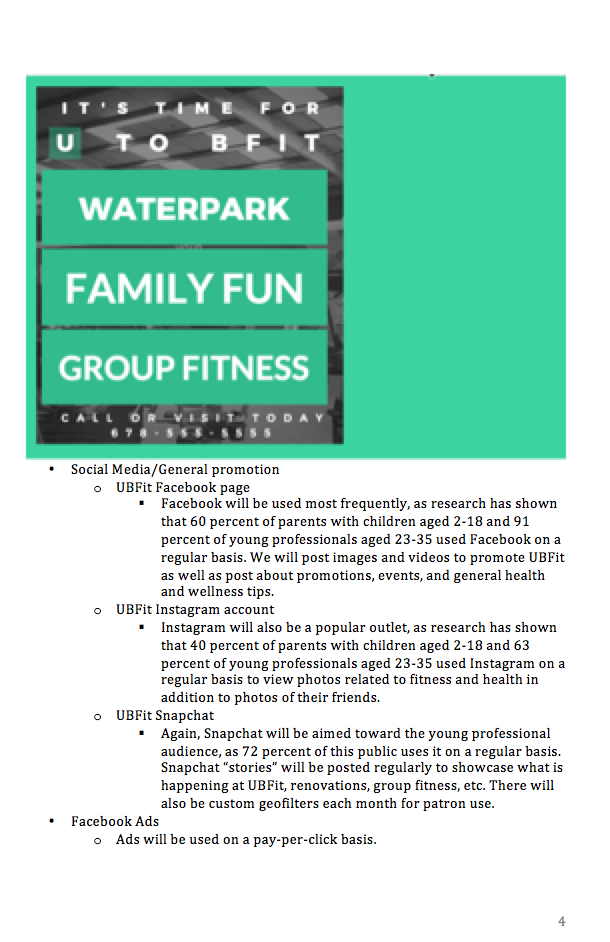 IT'S TIME FOR
U TO BFIT
WATERPARK
FAMILY FUN
GROUP FITNESS
CALL OR VISIT TODAY
678-555-5555
• Social Media/General promotion
o UBFit Facebook page
▪ Facebook will be used most frequently, as research has shown
that 60 percent of parents with children aged 2-18 and 91
percent of young professionals aged 23-35 used Facebook on a
regular basis. We will post images and videos to promote UBFit
as well as post about promotions, events, and general health
and wellness tips.
o UBFit Instagram account
▪ Instagram will also be a popular outlet, as research has shown
that 40 percent of parents with children aged 2-18 and 63
percent of young professionals aged 23-35 used Instagram on a
regular basis to view photos related to fitness and health in
addition to photos of their friends.
o UBFit Snapchat
▪ Again, Snapchat will be aimed toward the young professional
audience, as 72 percent of this public uses it on a regular basis.
Snapchat “stories” will be posted regularly to showcase what is
happening at UBFit, renovations, group fitness, etc. There will
also be custom geofilters each month for patron use.
• Facebook Ads
o Ads will be used on a pay-per-click basis.
4